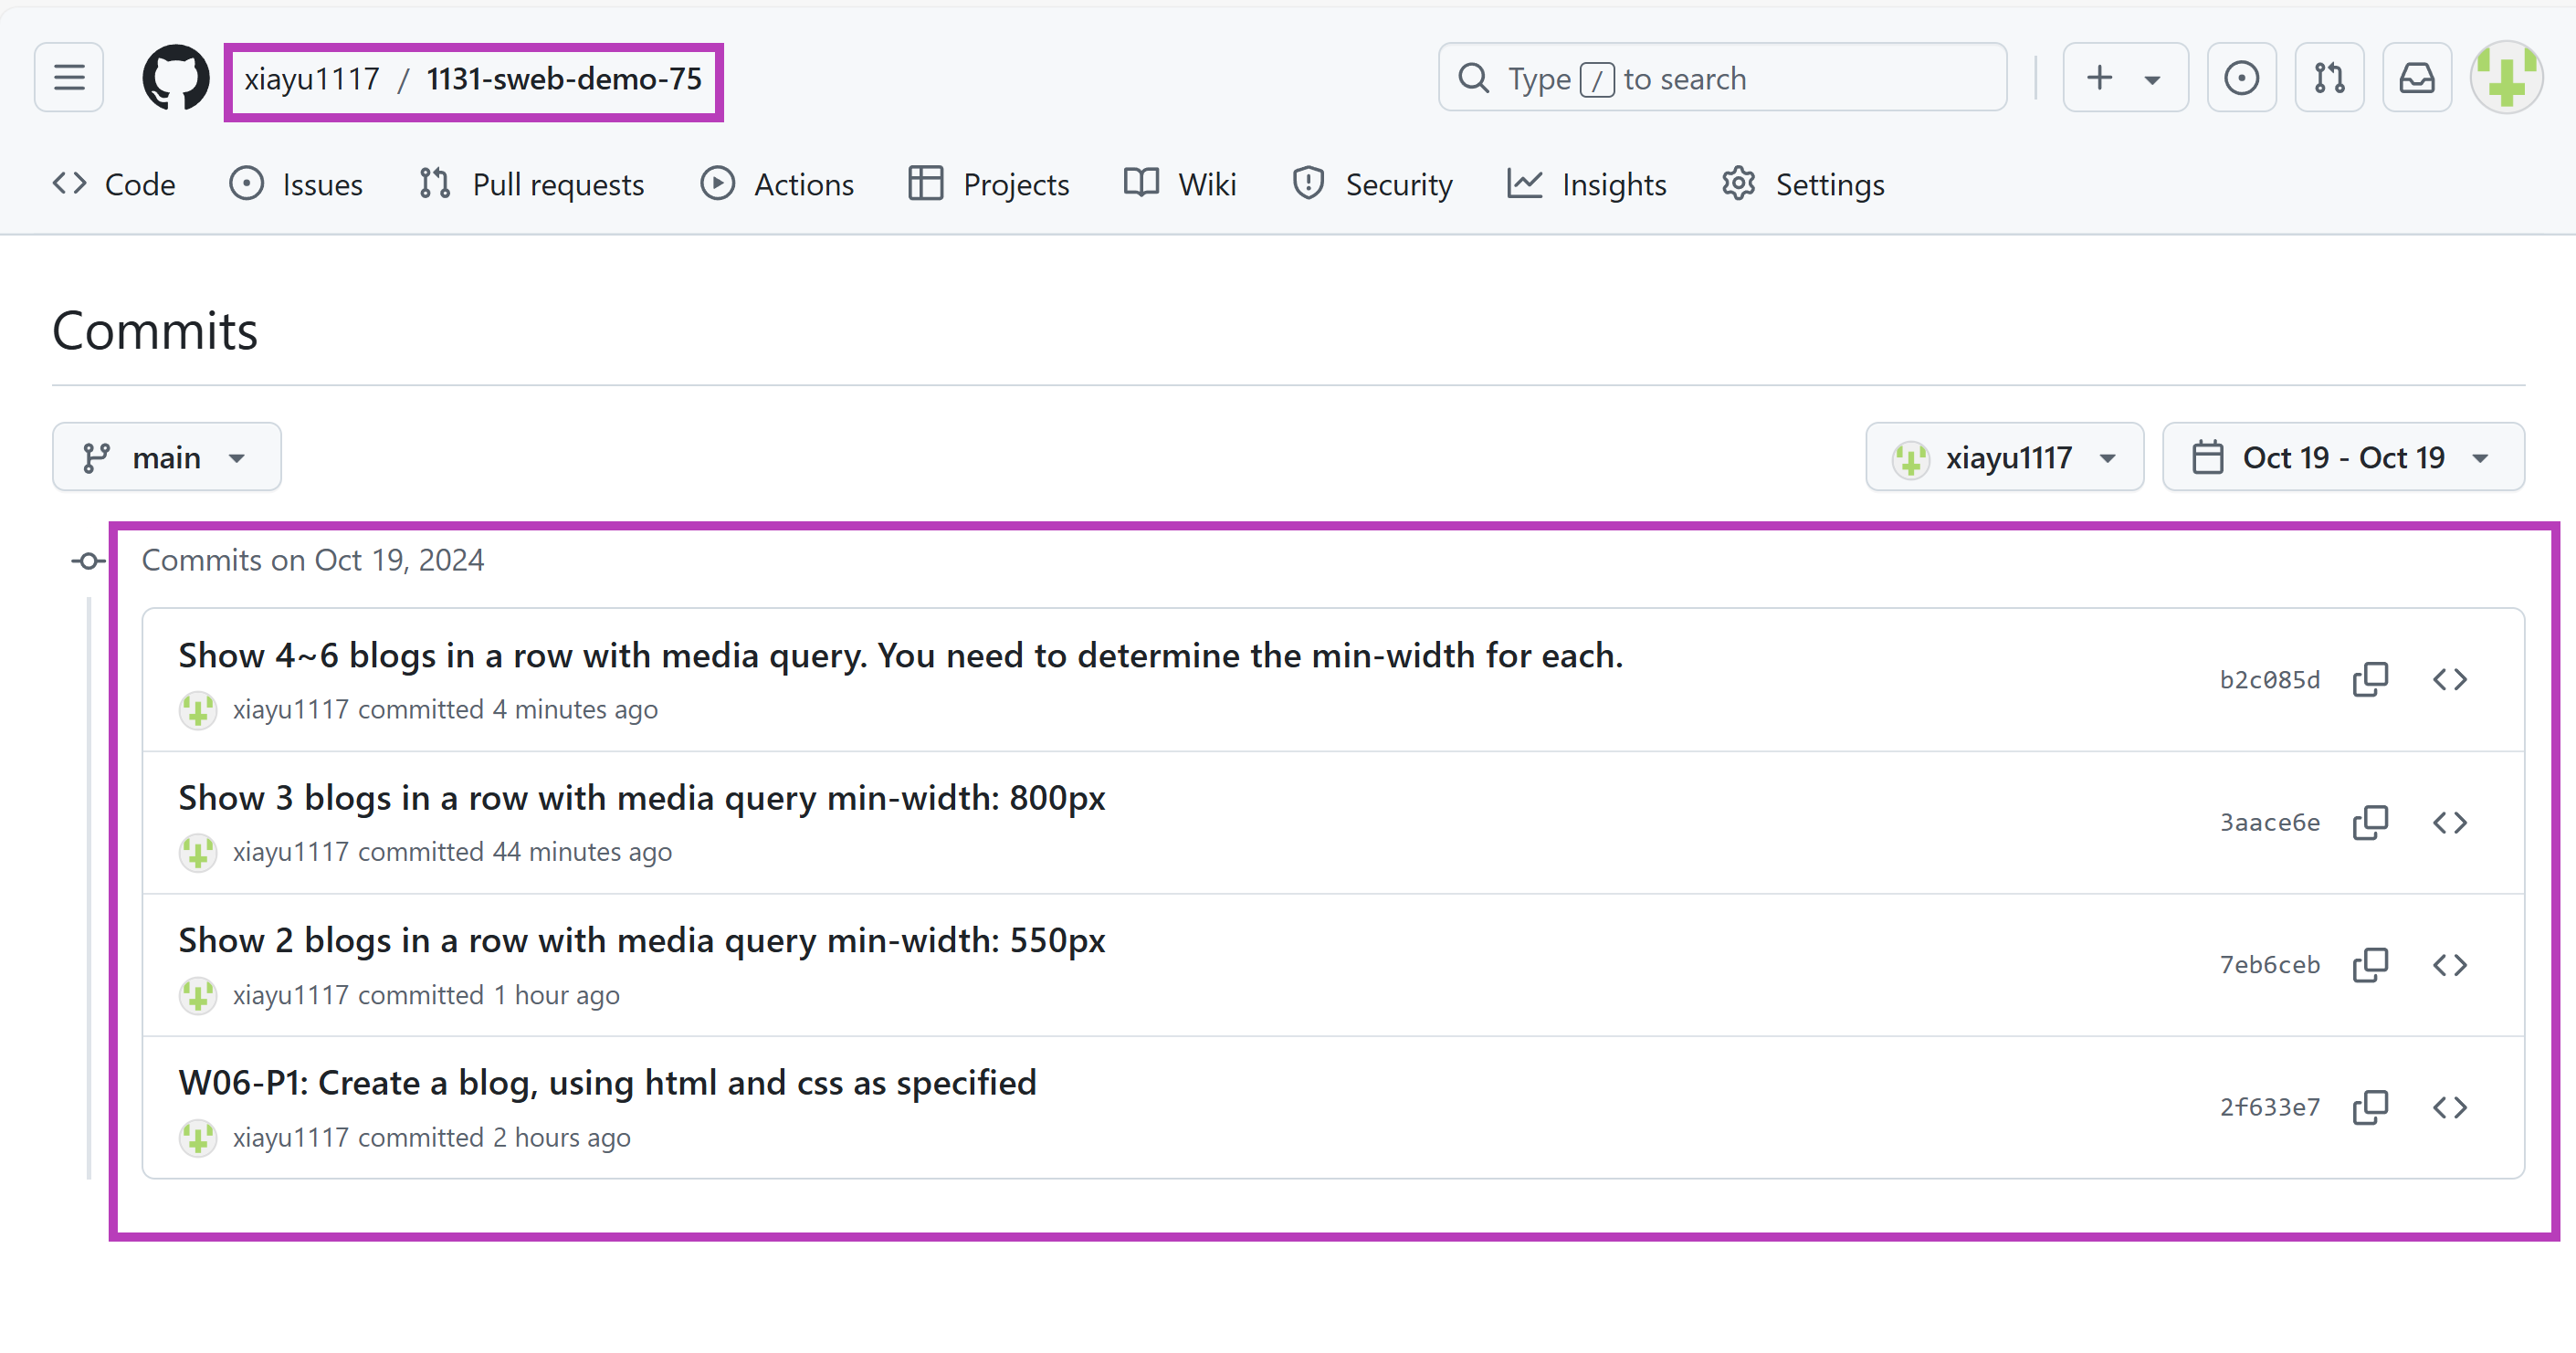 xiayu1117 / 1131-sweb-demo-75
Type / to search
Code Issues Pull requests Actions Projects Wiki Security Insights Settings
Commits
main
xiayu1117
Oct 19 - Oct 19
Commits on Oct 19, 2024
Show 4~6 blogs in a row with media query. You need to determine the min-width for each.
xiayu1117 committed 4 minutes ago
b2c085d
Show 3 blogs in a row with media query min-width: 800px
xiayu1117 committed 44 minutes ago
3aace6e
Show 2 blogs in a row with media query min-width: 550px
xiayu1117 committed 1 hour ago
7eb6ceb
W06-P1: Create a blog, using html and css as specified
xiayu1117 committed 2 hours ago
2f633e7